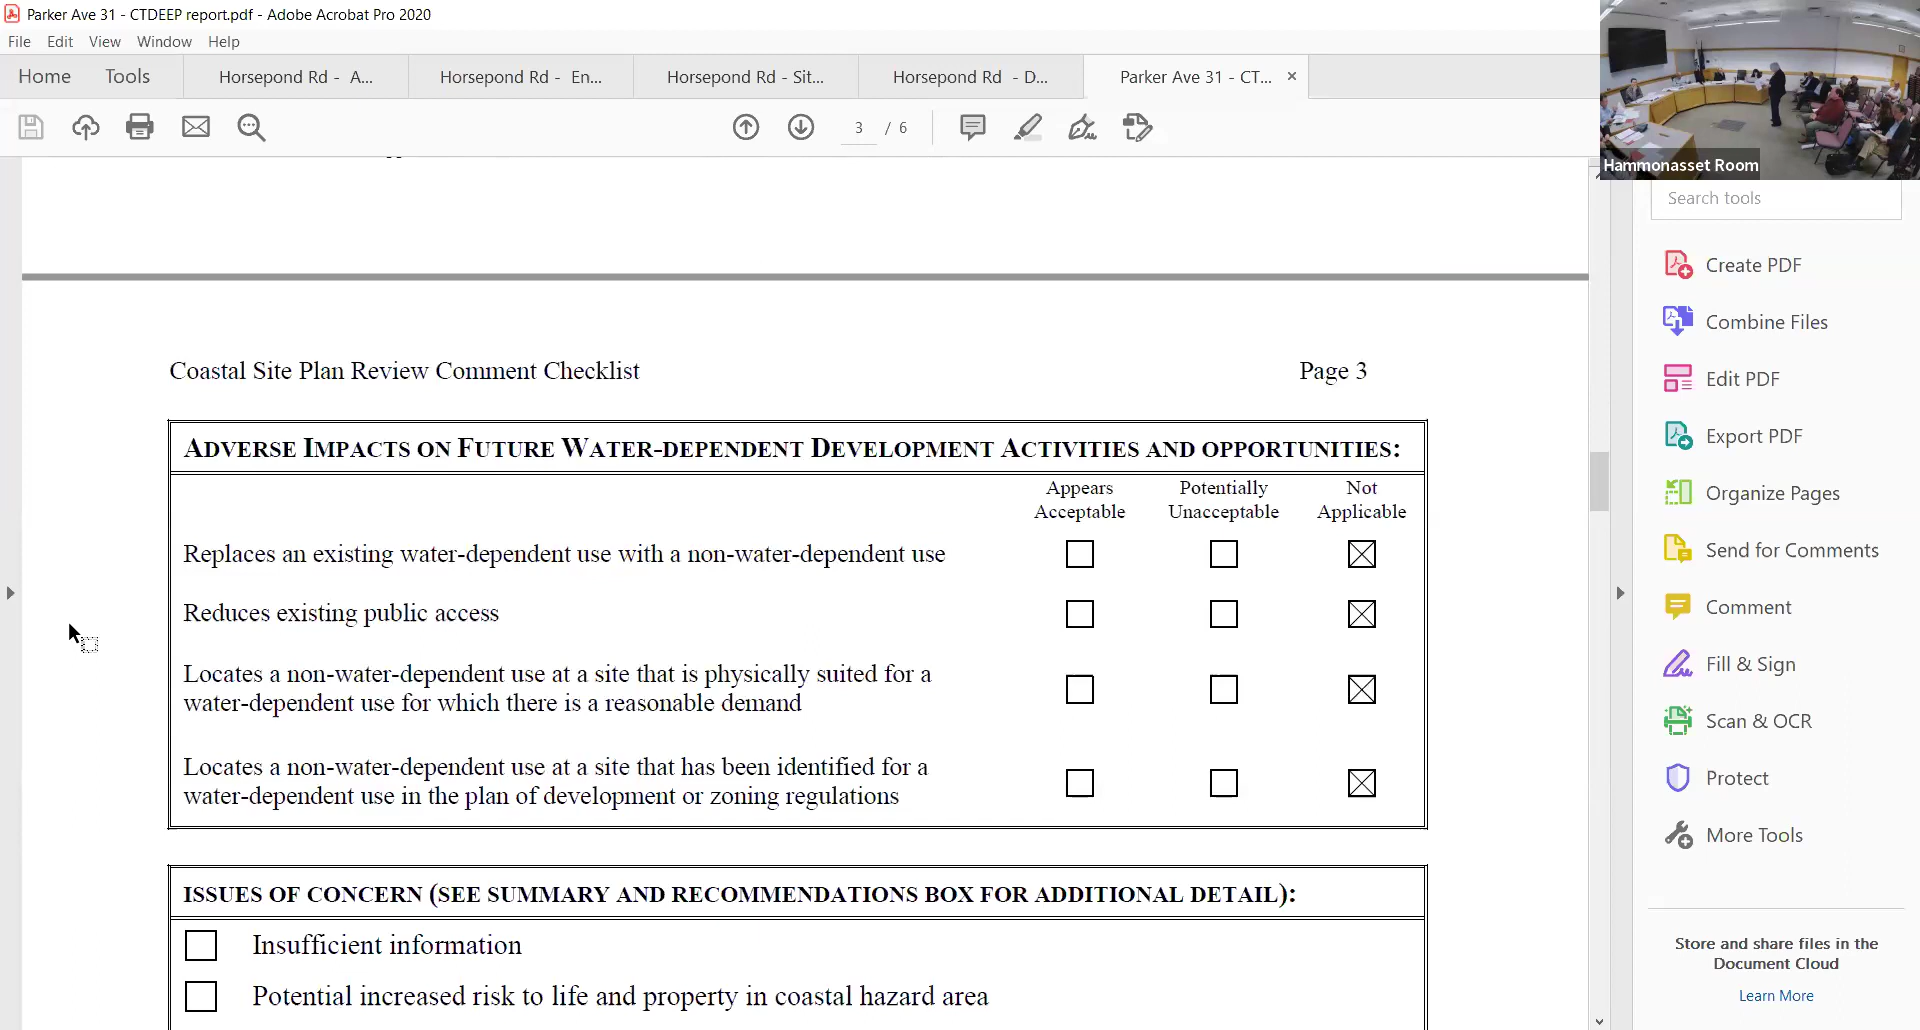 Parker Ave 31 - CTDEEP report.pdf - Adobe Acrobat Pro 2020
File Edit View Window Help
Home Tools Horsepond Rd - A... Horsepond Rd - En... Horsepond Rd - Sit... Horsepond Rd - D... Parker Ave 31 - CT... ×
3 / 6
Hammonasset Room
Search tools
Create PDF
Combine Files
Edit PDF
Export PDF
Organize Pages
Send for Comments
Comment
Fill & Sign
Scan & OCR
Protect
More Tools
Store and share files in the
Document Cloud
Learn More
Coastal Site Plan Review Comment Checklist Page 3
ADVERSE IMPACTS ON FUTURE WATER-DEPENDENT DEVELOPMENT ACTIVITIES AND OPPORTUNITIES:
Appears Potentially Not
Acceptable Unacceptable Applicable
Replaces an existing water-dependent use with a non-water-dependent use
Reduces existing public access
Locates a non-water-dependent use at a site that is physically suited for a
water-dependent use for which there is a reasonable demand
Locates a non-water-dependent use at a site that has been identified for a
water-dependent use in the plan of development or zoning regulations
ISSUES OF CONCERN (SEE SUMMARY AND RECOMMENDATIONS BOX FOR ADDITIONAL DETAIL):
Insufficient information
Potential increased risk to life and property in coastal hazard area